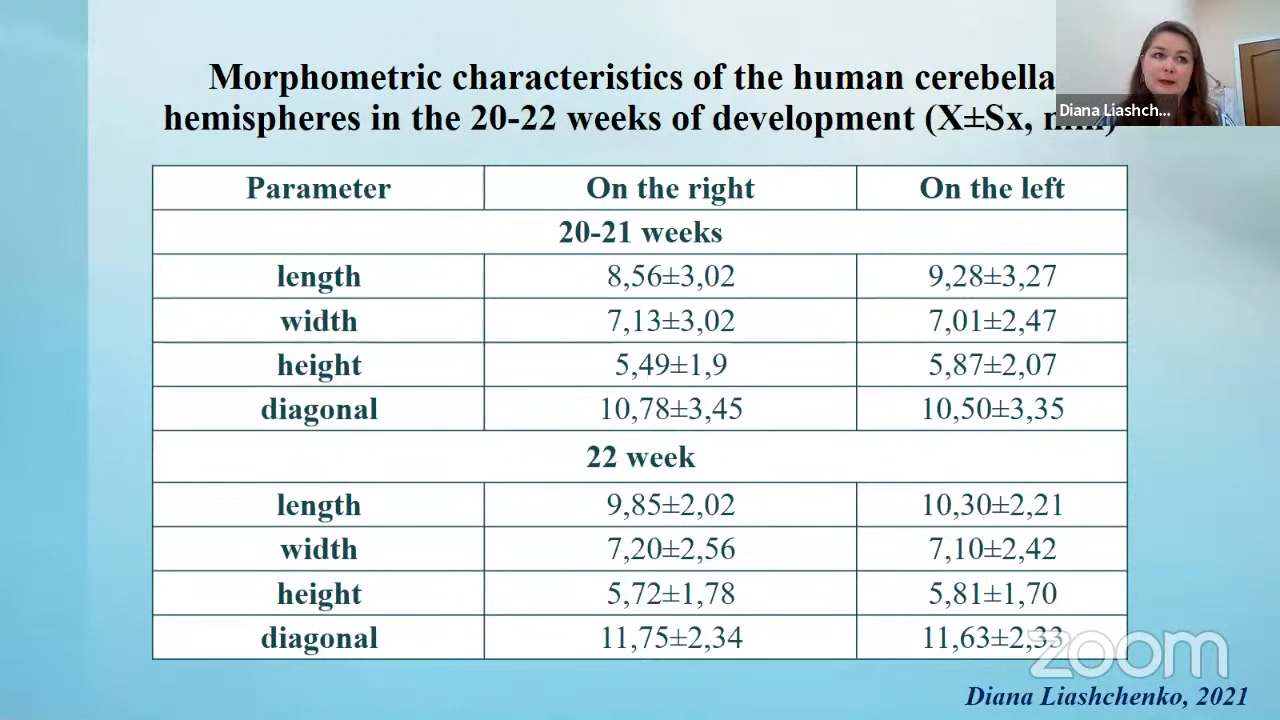 Morphometric characteristics of the human cerebella
hemispheres in the 20-22 weeks of development (X±Sx,
Diana Liashch...
Parameter On the right On the left
20-21 weeks
length 8,56±3,02 9,28±3,27
width 7,13±3,02 7,01±2,47
height 5,49±1,9 5,87±2,07
diagonal 10,78±3,45 10,50±3,35
22 week
length 9,85±2,02 10,30±2,21
width 7,20±2,56 7,10±2,42
height 5,72±1,78 5,81±1,70
diagonal 11,75±2,34 11,63±2,33
zoom
Diana Liashchenko, 2021